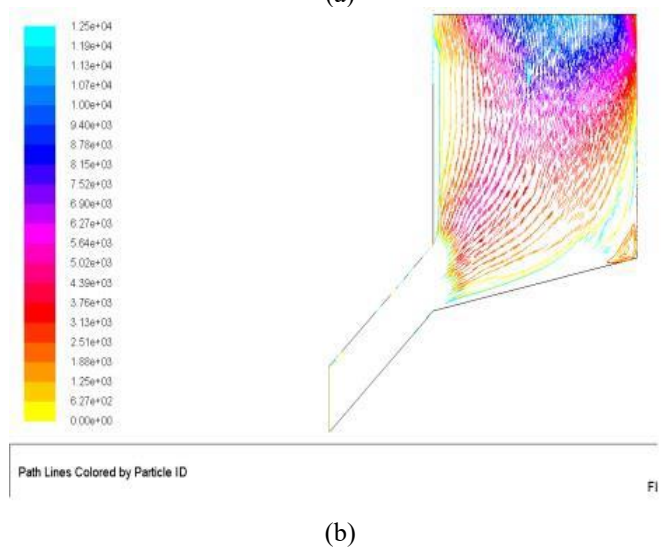 (a)
1.25e+04
1.19e+04
1.13e+04
1.07e+04
1.00e+04
9.40e+03
8.78e+03
8.15e+03
7.52e+03
6.90e+03
6.27e+03
5.64e+03
5.02e+03
4.39e+03
3.76e+03
3.13e+03
2.51e+03
1.88e+03
1.25e+03
6.27e+02
0.00e+00
Path Lines Colored by Particle ID
Fl
(b)